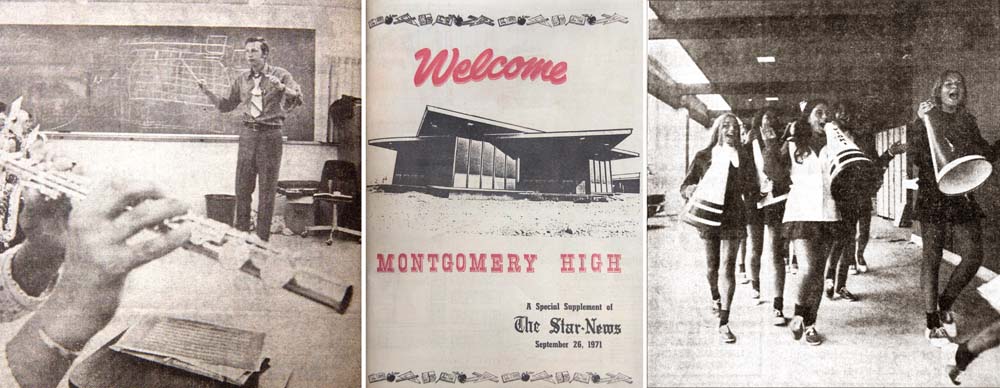 Welcome
MONTGOMERY HIGH
A Special Supplement of
The Star-News
September 26, 1971